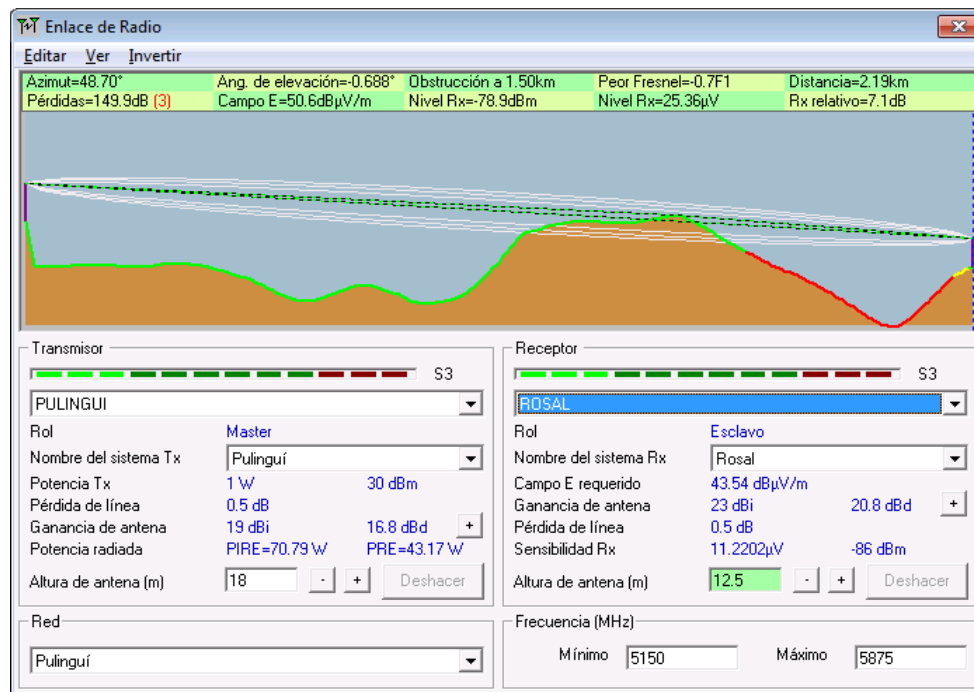 Enlace de Radio
Editar Ver Invertir
Azimut=48.70° Ang. de elevación=-0.688° Obstrucción a 1.50km Peor Fresnel=-0.7F1 Distancia=2.19km
Pérdidas=149.9dB (3) Campo E=50.6dBµV/m Nivel Rx=-78.9dBm Nivel Rx=25.36µV Rx relativo=7.1dB
Transmisor
S3
PULINGUI
Rol Master
Nombre del sistema Tx Pulinguí
Potencia Tx 1 W 30 dBm
Pérdida de línea 0.5 dB
Ganancia de antena 19 dBi 16.8 dBd +
Potencia radiada PIRE=70.79 W PRE=43.17 W
Altura de antena (m) 18 - + Deshacer
Receptor
S3
ROSAL
Rol Esclavo
Nombre del sistema Rx Rosal
Campo E requerido 43.54 dBµV/m
Ganancia de antena 23 dBi 20.8 dBd +
Pérdida de línea 0.5 dB
Sensibilidad Rx 11.2202µV -86 dBm
Altura de antena (m) 12.5 - + Deshacer
Red
Pulinguí
Frecuencia (MHz)
Mínimo 5150 Máximo 5875